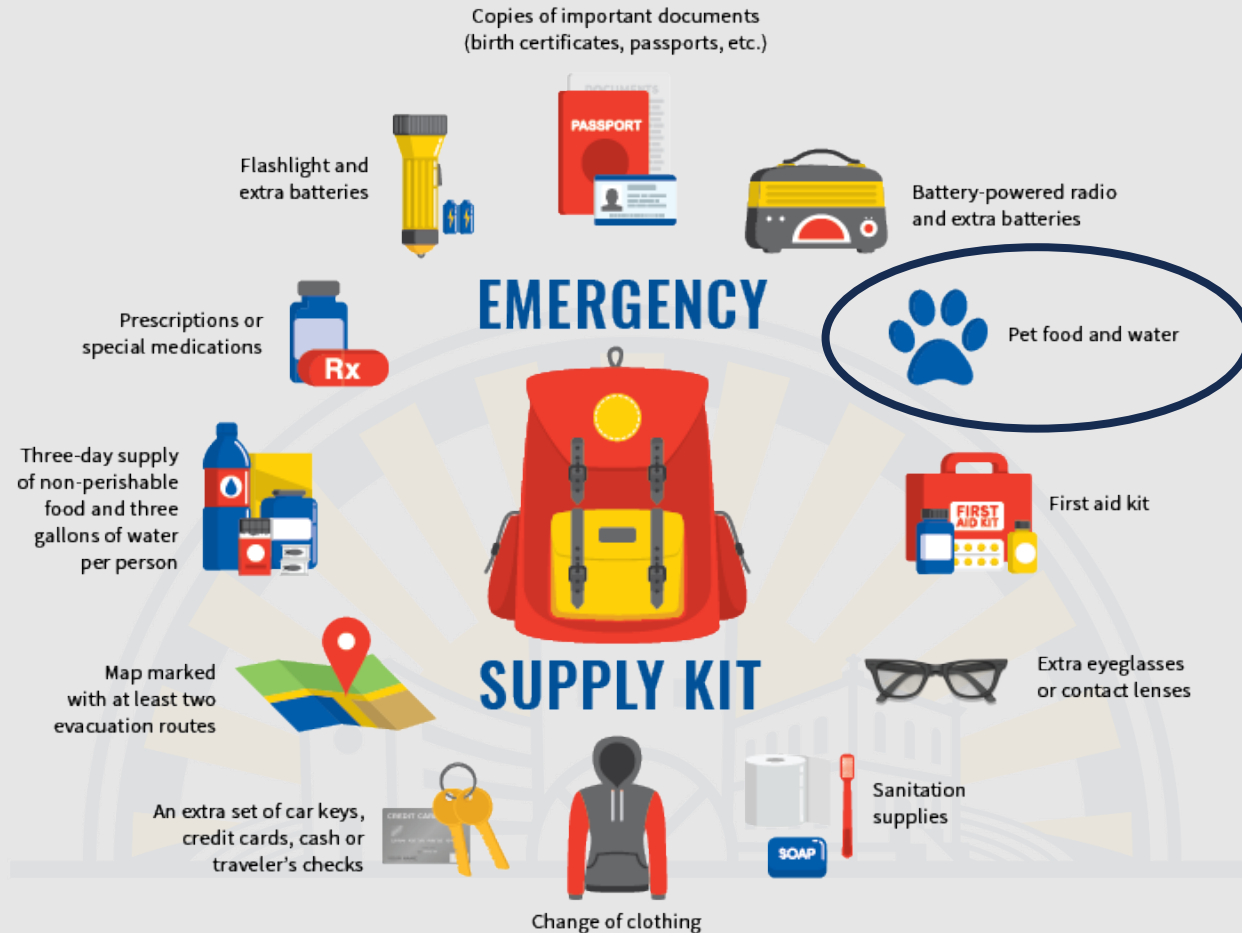 Copies of important documents
(birth certificates, passports, etc.)
DOCUMENTS
PASSPORT
Flashlight and
extra batteries
Battery-powered radio
and extra batteries
EMERGENCY
Pet food and water
Prescriptions or
special medications
Rx
Three-day supply
of non-perishable
food and three
gallons of water
per person
FIRST
AID KIT
First aid kit
Map marked
with at least two
evacuation routes
SUPPLY KIT
Extra eyeglasses
or contact lenses
An extra set of car keys,
credit cards, cash or
traveler's checks
CREDIT CAR
SOAP
Sanitation
supplies
Change of clothing